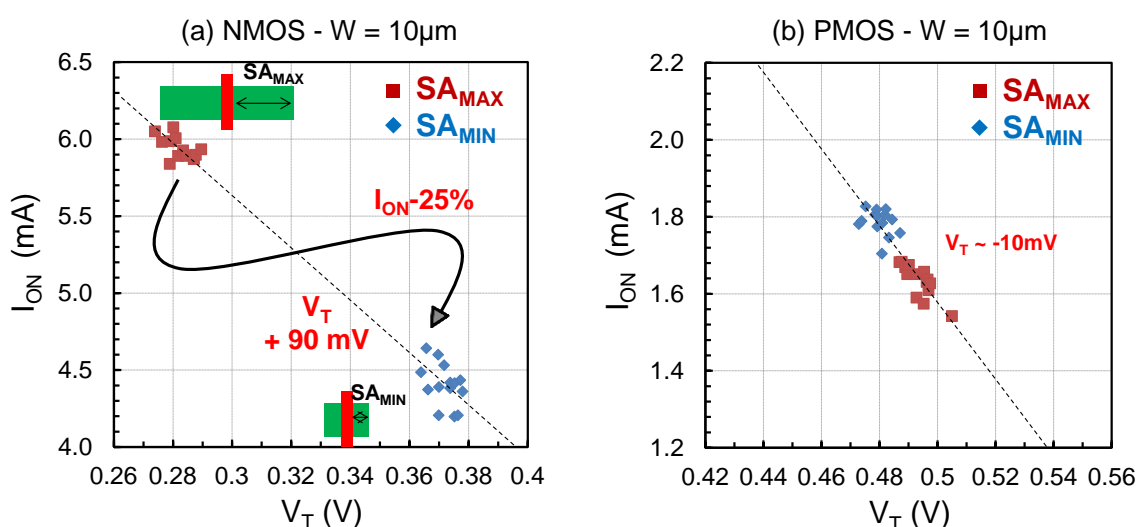 (a) NMOS - W = 10µm
6.5
6.0
5.5
5.0
4.5
4.0
I_ON (mA)
SA_MAX
SA_MAX
SA_MIN
I_ON-25%
V_T
+ 90 mV
SA_MIN
0.26 0.28 0.3 0.32 0.34 0.36 0.38 0.4
V_T (V)
(b) PMOS - W = 10µm
2.2
2.0
1.8
1.6
1.4
1.2
I_ON (mA)
SA_MAX
SA_MIN
V_T ~ -10mV
0.42 0.44 0.46 0.48 0.5 0.52 0.54 0.56
V_T (V)